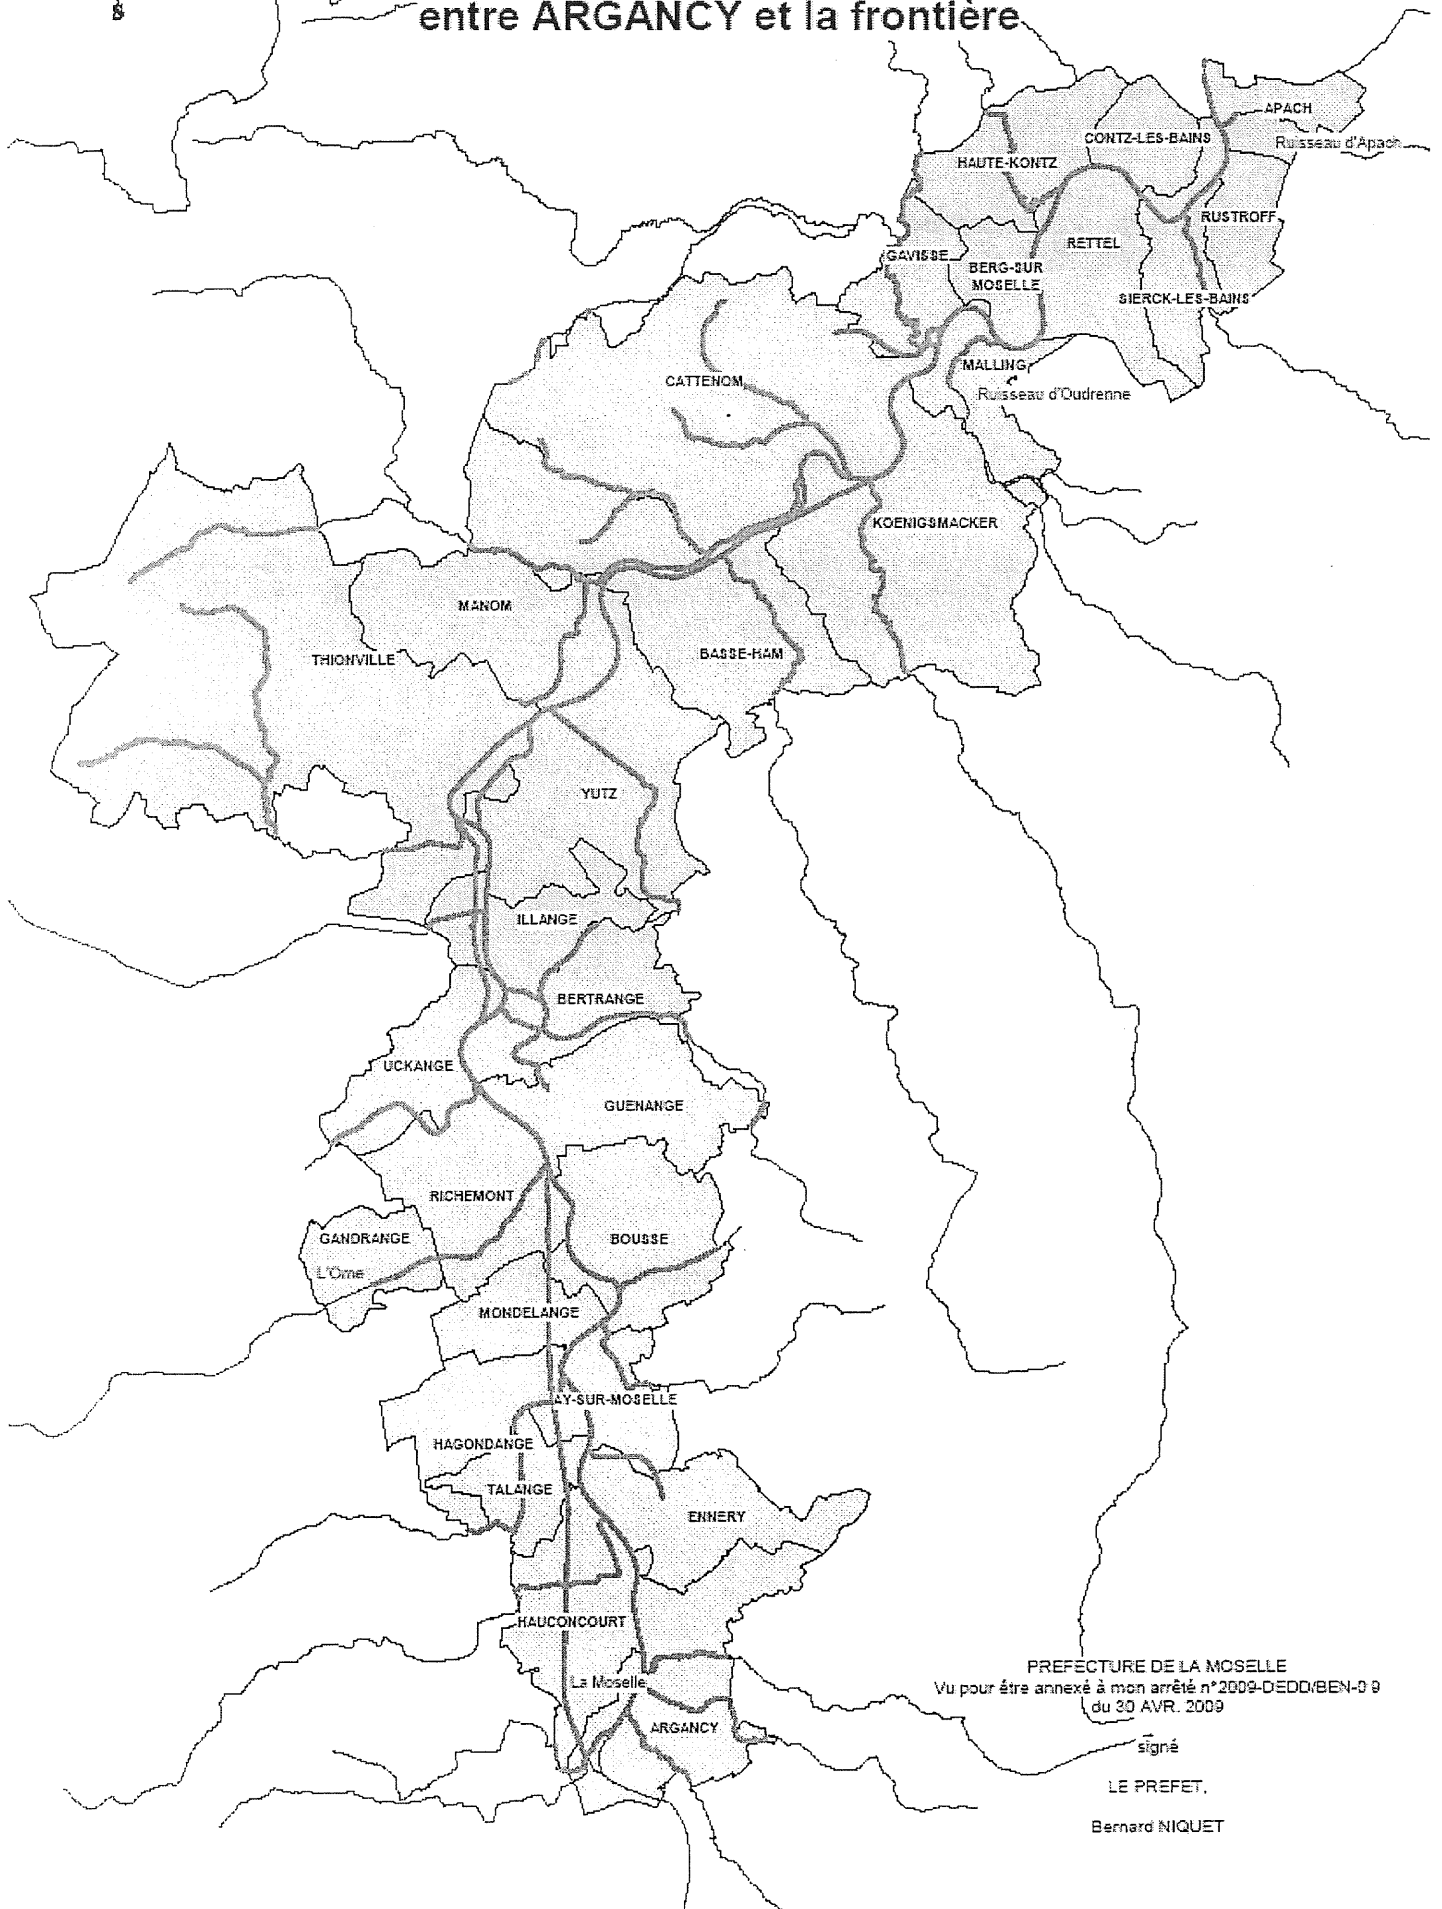 entre ARGANCY et la frontière
APACH
CONTZ-LES-BAINS
Ruisseau d'Apach
HAUTE-KONTZ
RUSTROFF
RETTEL
GAVISSE
BERG-SUR
MOSELLE
SIERCK-LES-BAINS
MALLING
CATTENOM
Ruisseau d'Oudrenne
KOENIGSMACKER
MANOM
BASSE-HAM
THIONVILLE
YUTZ
ILLANGE
BERTRANGE
UCKANGE
GUENANGE
RICHEMONT
GANDRANGE
BOUSSE
L'Orne
MONDELANGE
AY-SUR-MOSELLE
HAGONDANGE
TALANGE
ENNERY
HAUCONCOURT
La Moselle
ARGANCY
PREFECTURE DE LA MOSELLE
Vu pour être annexé à mon arrêté n°2009-DEDD/BEN-
du 30 AVR. 2009
signé
LE PREFET,
Bernard NIQUET